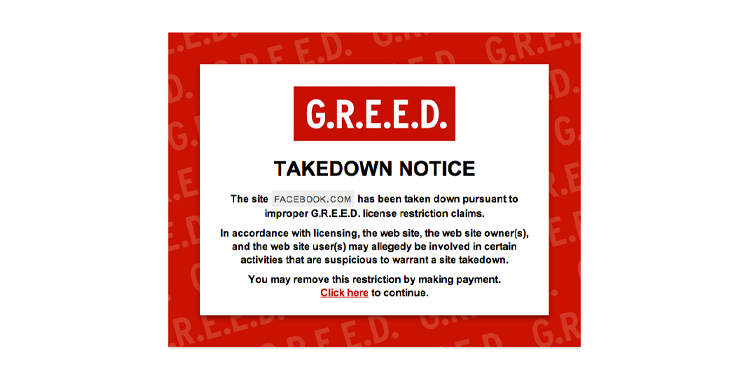 G.R.E.E.D.
TAKEDOWN NOTICE
The site FACEBOOK.COM has been taken down pursuant to
improper G.R.E.E.D. license restriction claims.
In accordance with licensing, the web site, the web site owner(s),
and the web site user(s) may allegedy be involved in certain
activities that are suspicious to warrant a site takedown.
You may remove this restriction by making payment.
Click here to continue.